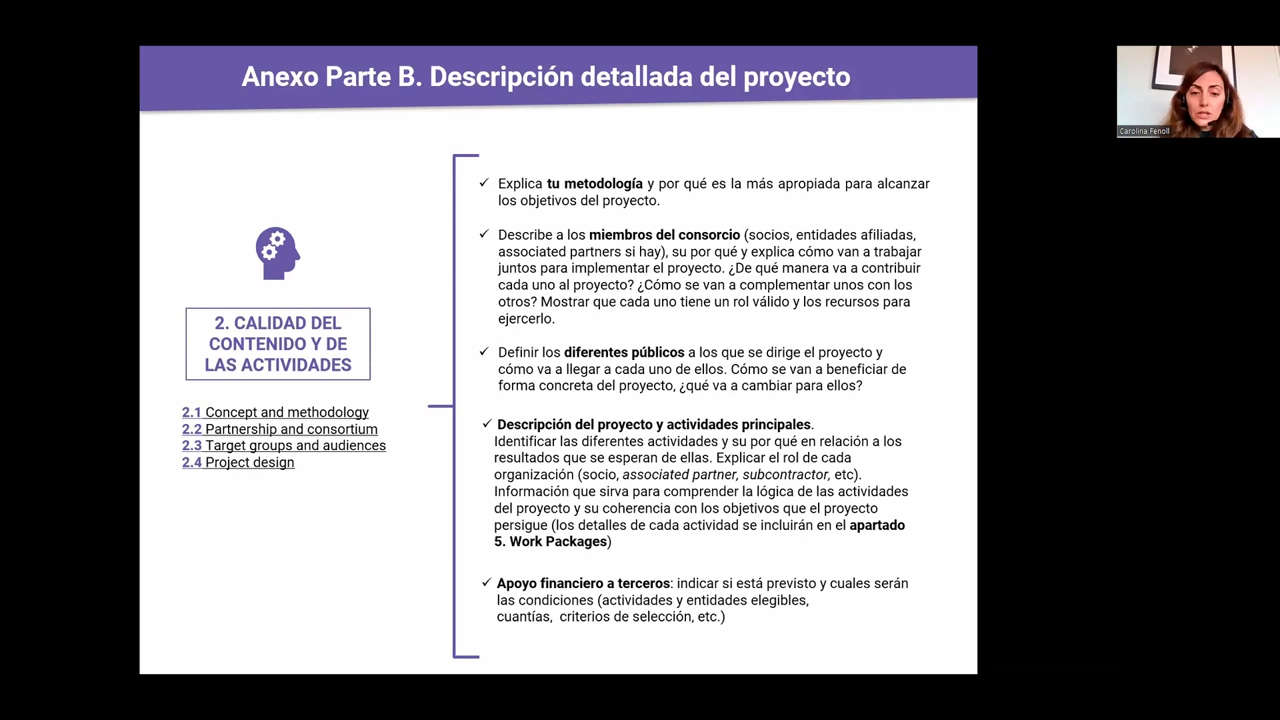 Anexo Parte B. Descripción detallada del proyecto
Carolina Fenoll
2. CALIDAD DEL
CONTENIDO Y DE
LAS ACTIVIDADES
2.1 Concept and methodology
2.2 Partnership and consortium
2.3 Target groups and audiences
2.4 Project design
✓ Explica tu metodología y por qué es la más apropiada para alcanzar
los objetivos del proyecto.
✓ Describe a los miembros del consorcio (socios, entidades afiliadas,
associated partners si hay), su por qué y explica cómo van a trabajar
juntos para implementar el proyecto. ¿De qué manera va a contribuir
cada uno al proyecto? ¿Cómo se van a complementar unos con los
otros? Mostrar que cada uno tiene un rol válido y los recursos para
ejercerlo.
✓ Definir los diferentes públicos a los que se dirige el proyecto y
cómo va a llegar a cada uno de ellos. Cómo se van a beneficiar de
forma concreta del proyecto, ¿qué va a cambiar para ellos?
✓ Descripción del proyecto y actividades principales.
Identificar las diferentes actividades y su por qué en relación a los
resultados que se esperan de ellas. Explicar el rol de cada
organización (socio, associated partner, subcontractor, etc).
Información que sirva para comprender la lógica de las actividades
del proyecto y su coherencia con los objetivos que el proyecto
persigue (los detalles de cada actividad se incluirán en el apartado
5. Work Packages)
✓ Apoyo financiero a terceros: indicar si está previsto y cuales serán
las condiciones (actividades y entidades elegibles,
cuantías, criterios de selección, etc.)